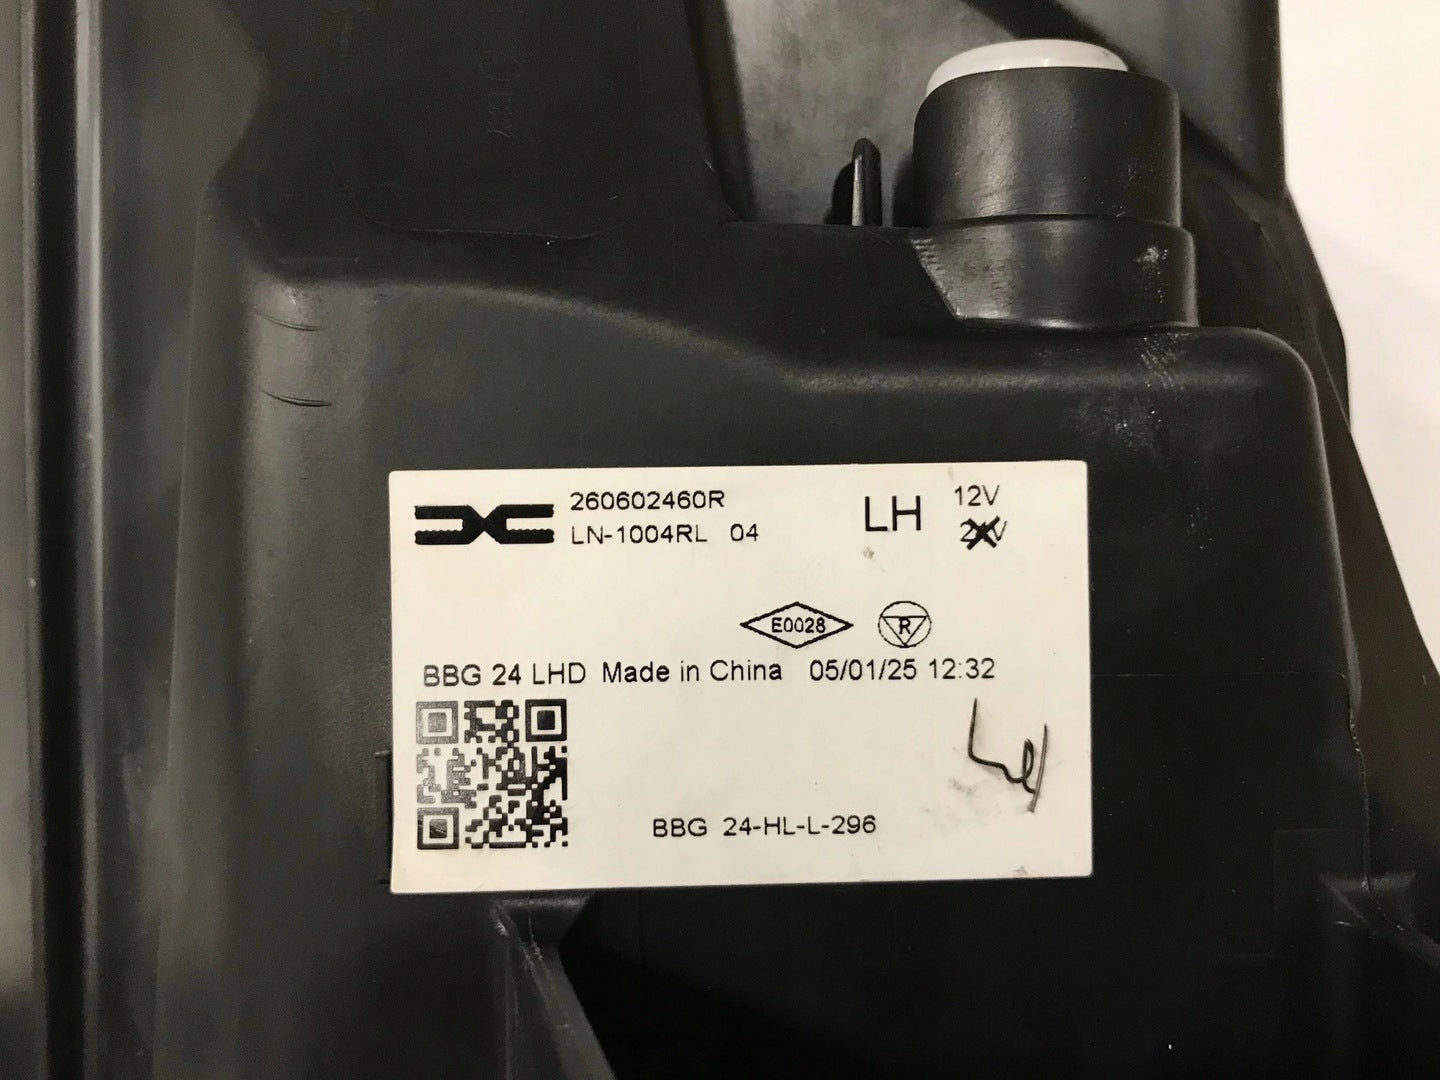 260602460R LH 12V
LN-1004RL 04
E0028 R
BBG 24 LHD Made in China 05/01/25 12:32
BBG 24-HL-L-296